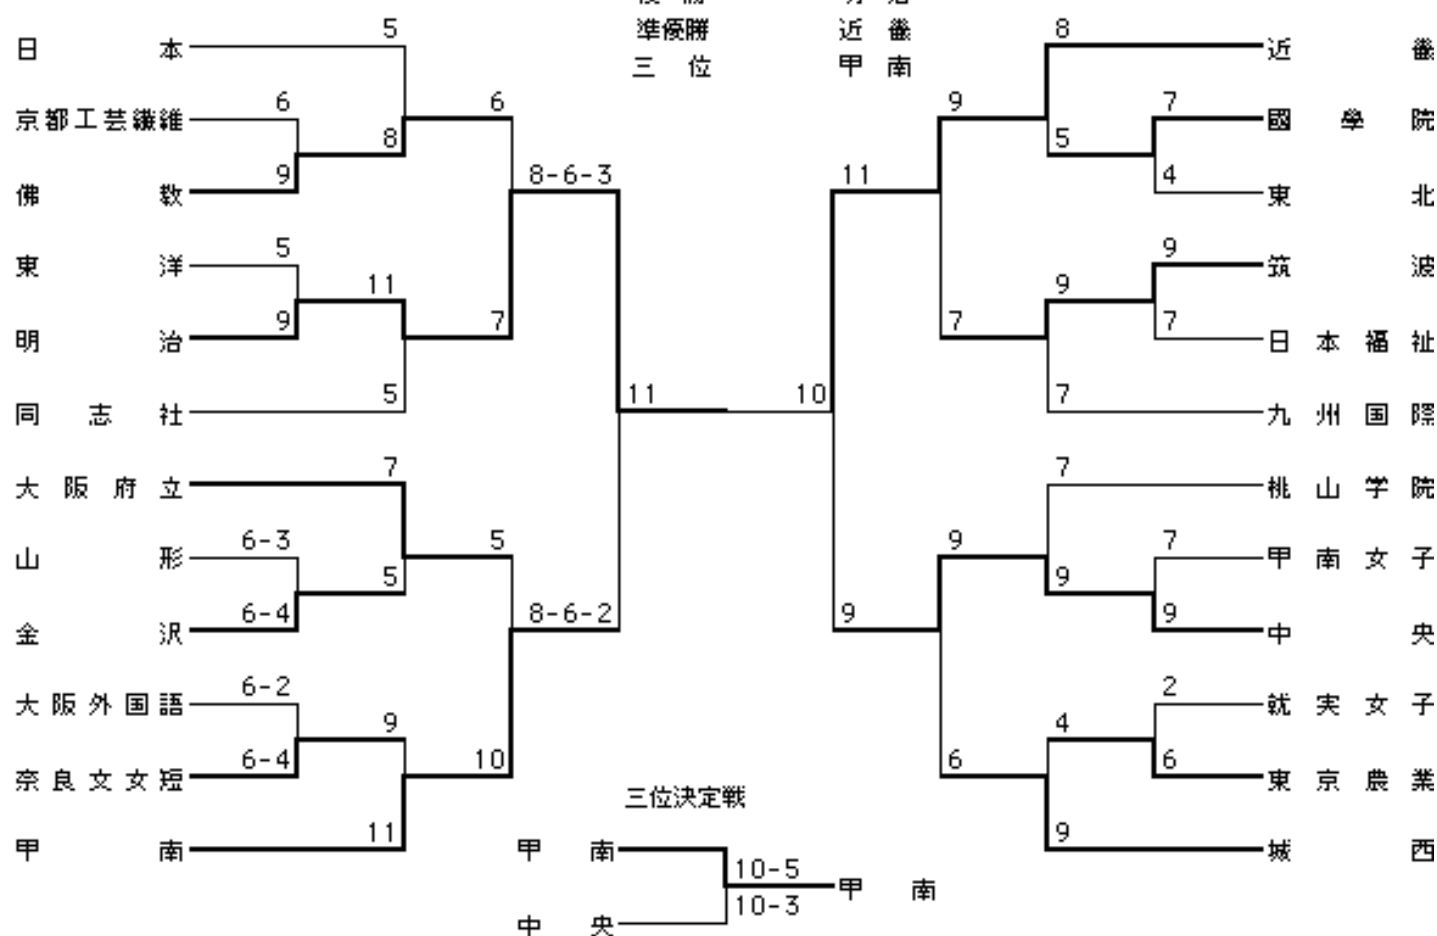 準優勝 近畿
三位 甲南
日本 5
京都工芸繊維 6
佛教 9
8
6
東洋 5
明治 9
11
同志社 5
7
8-6-3
大阪府立 7
山形 6-3
金沢 6-4
5
5
大阪外国語 6-2
奈良文女短 6-4
9
甲南 11
10
8-6-2
11
10
近畿 8
國學院 7
東北 4
5
9
筑波 9
日本福祉 7
9
九州国際 7
7
11
桃山学院 7
甲南女子 7
中央 9
9
9
就実女子 2
東京農業 6
4
城西 9
6
9
三位決定戦
甲南
10-5
甲南
10-3
中央